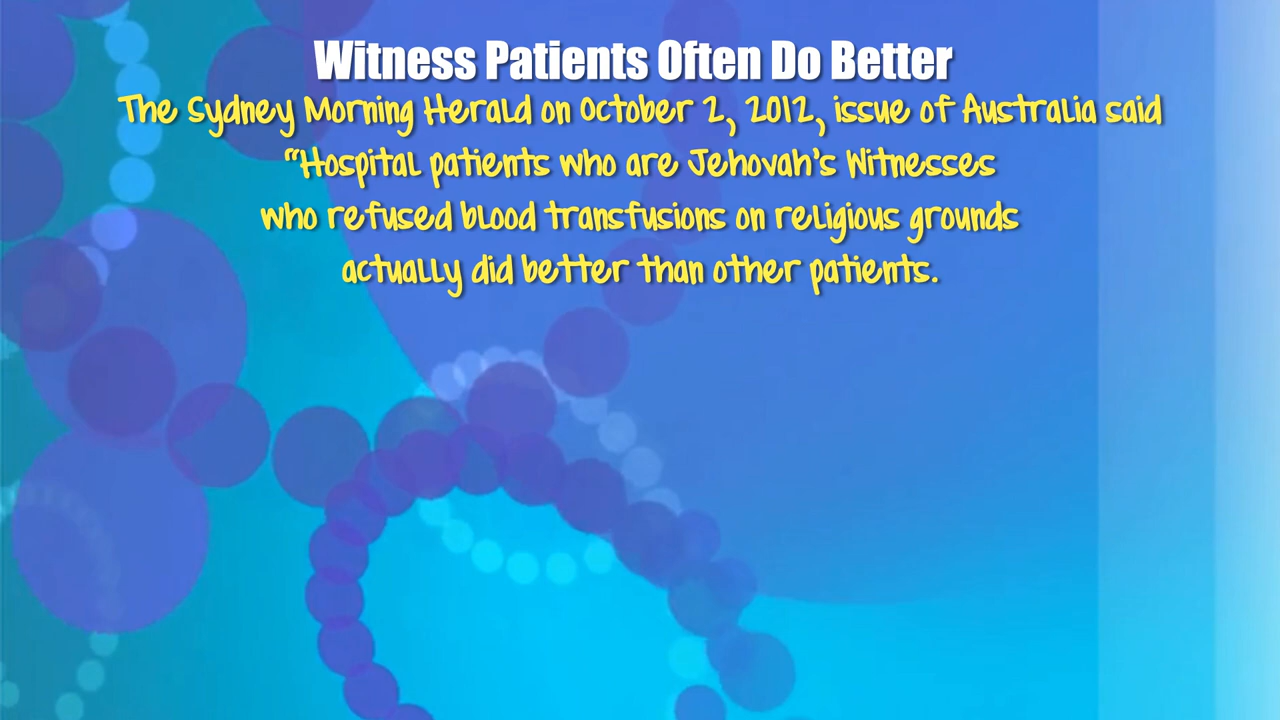 Witness Patients Often Do Better
The Sydney Morning Herald on October 2, 2012, issue of Australia said
“Hospital patients who are Jehovah's Witnesses
who refused blood transfusions on religious grounds
actually did better than other patients.